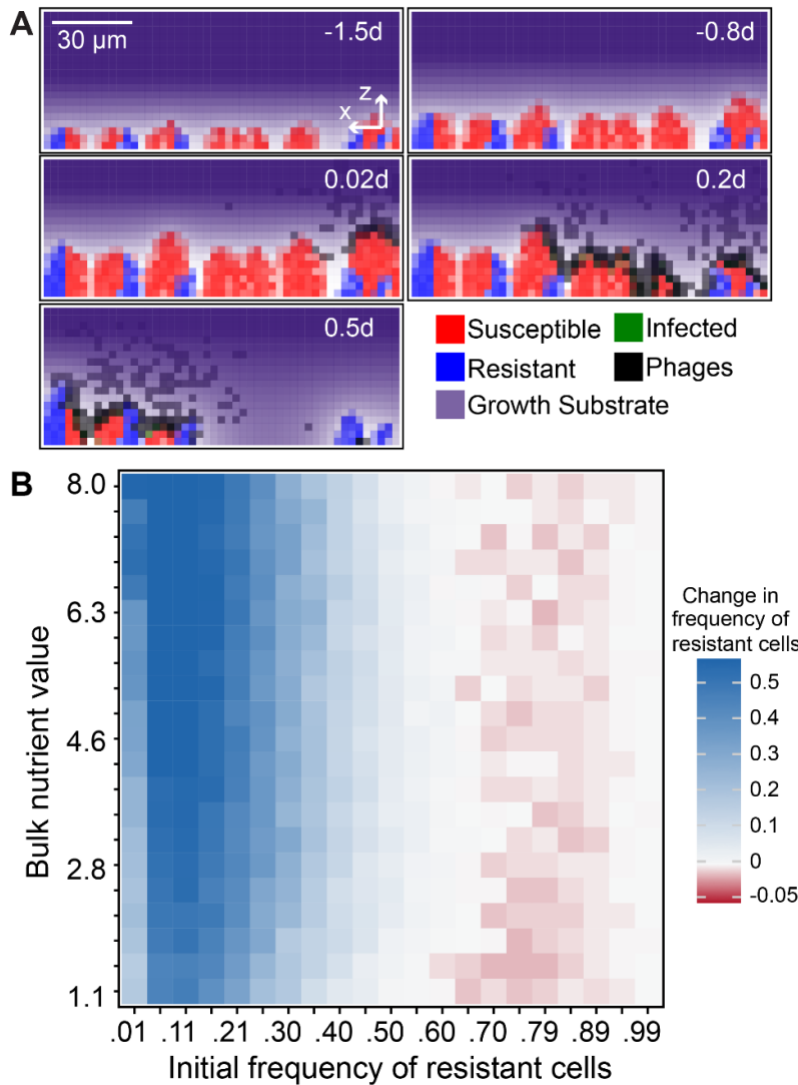 A
30 μm
-1.5d
z
x
-0.8d
0.02d
0.2d
0.5d
Susceptible
Infected
Resistant
Phages
Growth Substrate
B
8.0
6.3
4.6
2.8
1.1
Bulk nutrient value
.01 .11 .21 .30 .40 .50 .60 .70 .79 .89 .99
Initial frequency of resistant cells
Change in
frequency of
resistant cells
0.5
0.4
0.3
0.2
0.1
0
-0.05